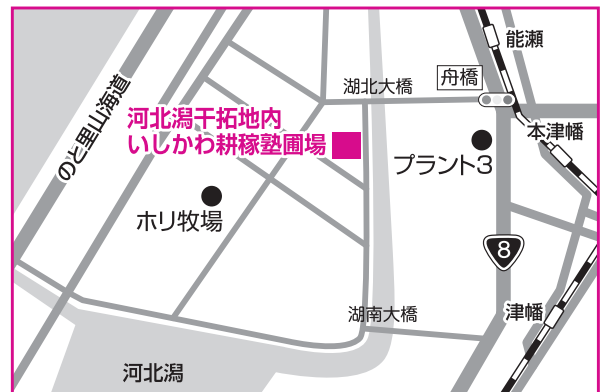 能瀬
舟橋
湖北大橋
のと里山海道
河北潟干拓地内
いしかわ耕稼塾圃場
本津幡
プラント3
ホリ牧場
8
湖南大橋
津幡
河北潟